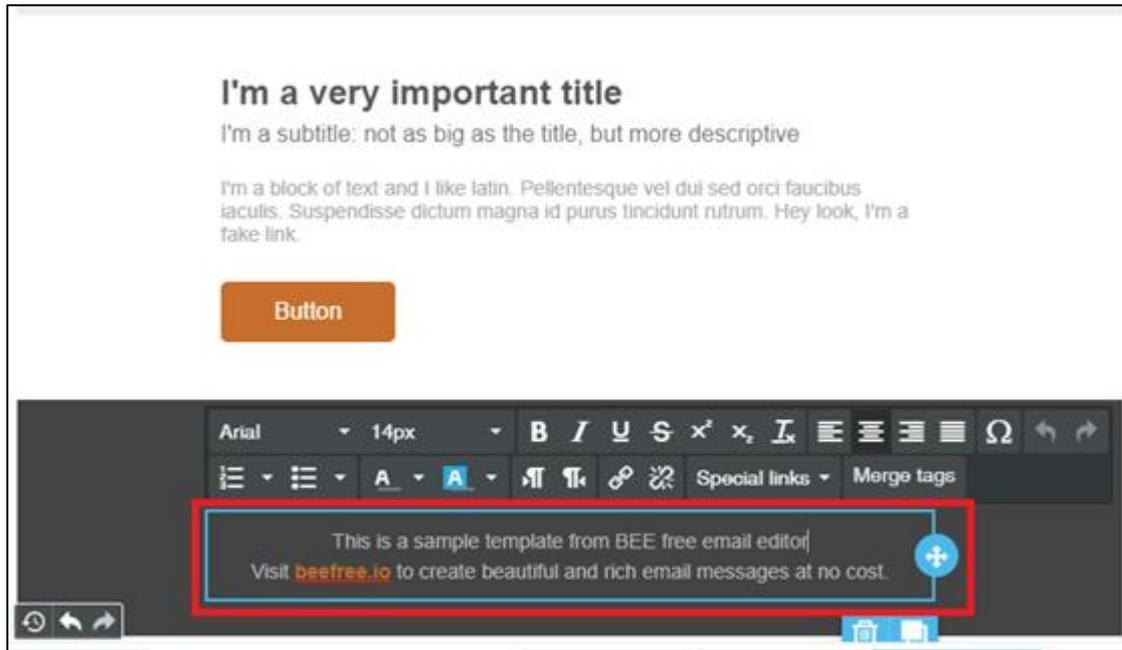 I'm a very important title
I'm a subtitle: not as big as the title, but more descriptive
I'm a block of text and I like latin. Pellentesque vel dui sed orci faucibus
iaculis. Suspendisse dictum magna id purus tincidunt rutrum. Hey look, I'm a
fake link.
Button
Arial 14px B I U S x² x₂ Ix Ω
A A Special links Merge tags
This is a sample template from BEE free email editor
Visit beefree.io to create beautiful and rich email messages at no cost.